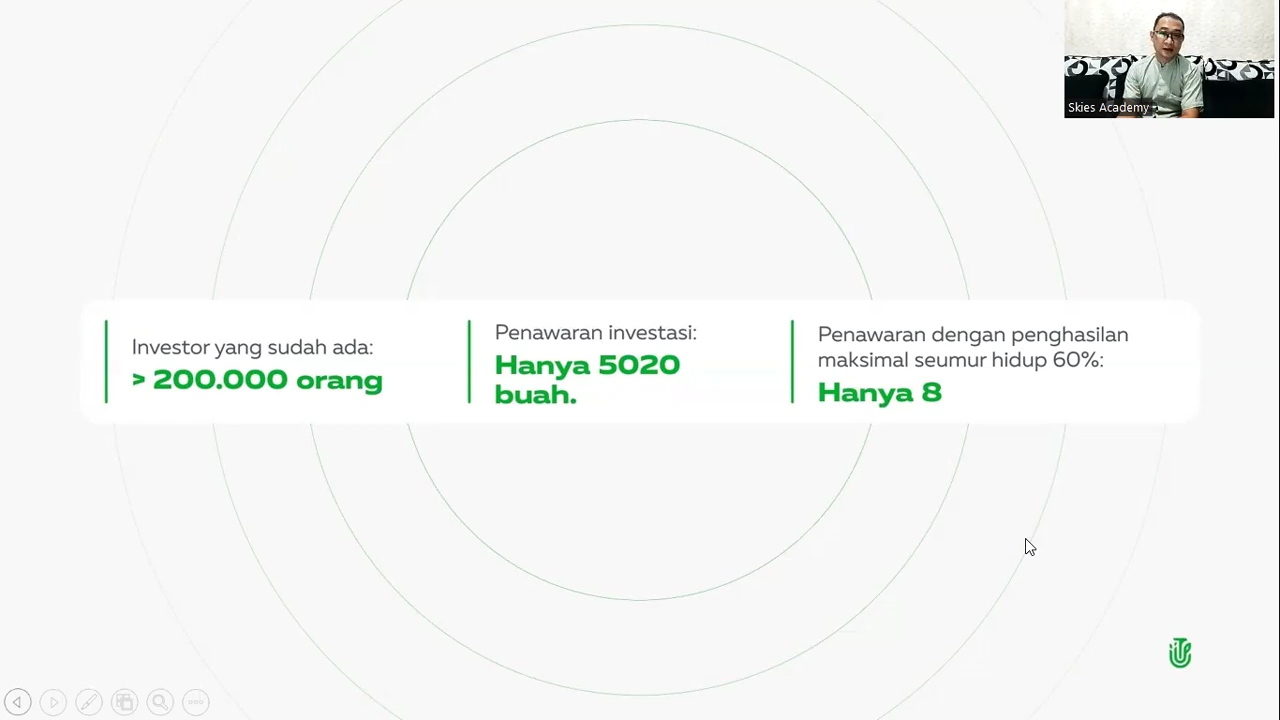 Skies Academy
Investor yang sudah ada:
> 200.000 orang
Penawaran investasi:
Hanya 5020
buah.
Penawaran dengan penghasilan
maksimal seumur hidup 60%:
Hanya 8